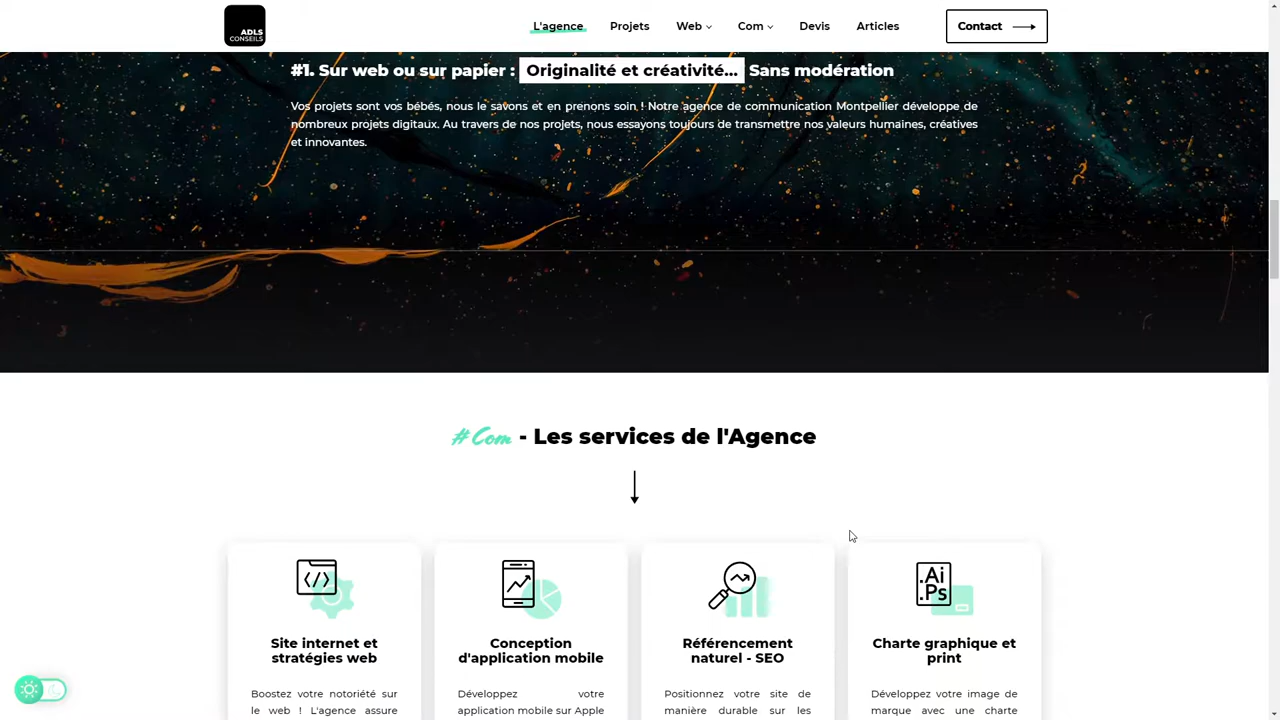 ADLS
CONSEILS
L'agence Projets Web Com Devis Articles Contact
#1. Sur web ou sur papier : Originalité et créativité... Sans modération
Vos projets sont vos bébés, nous le savons et en prenons soin ! Notre agence de communication Montpellier développe de
nombreux projets digitaux. Au travers de nos projets, nous essayons toujours de transmettre nos valeurs humaines, créatives
et innovantes.
#Com - Les services de l'Agence
Site internet et
stratégies web
Boostez votre notoriété sur
le web ! L'agence assure
Conception
d'application mobile
Développez votre
application mobile sur Apple
Référencement
naturel - SEO
Positionnez votre site de
manière durable sur les
.Ai
.Ps
Charte graphique et
print
Développez votre image de
marque avec une charte